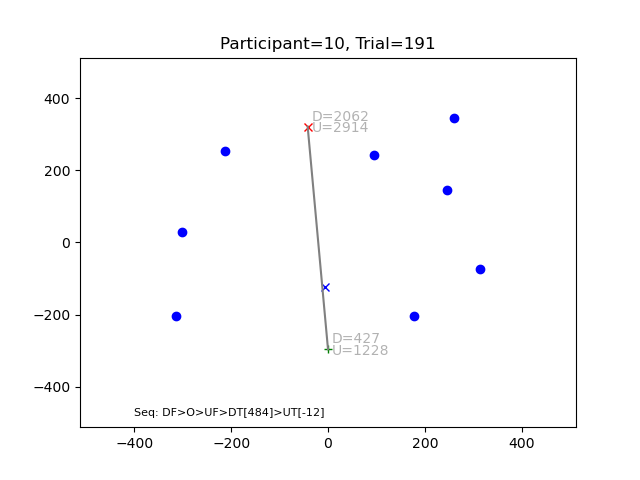 Participant=10, Trial=191
400
200
0
−200
−400
D=2062
U=2914
D=427
U=1228
Seq: DF>O>UF>DT[484]>UT[-12]
−400
−200
0
200
400